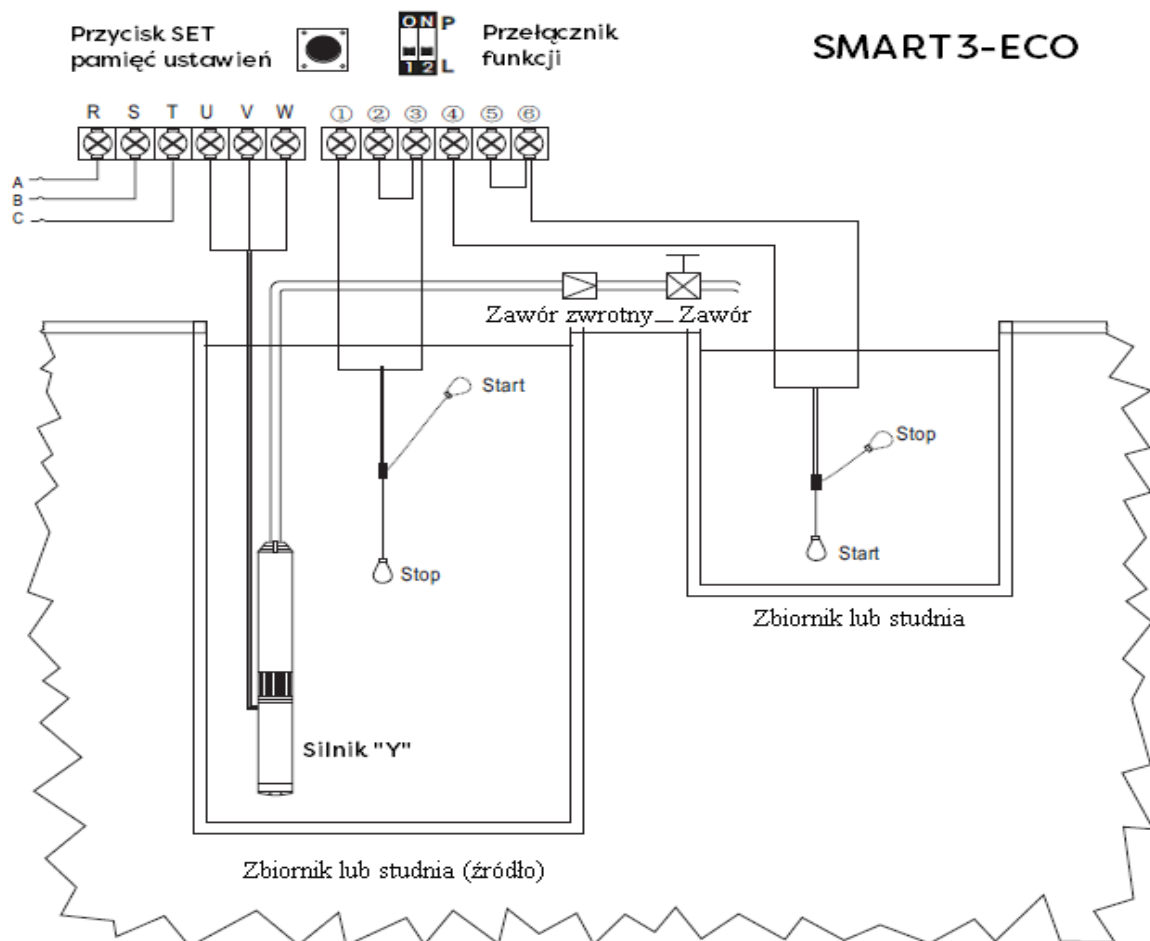 Przycisk SET
pamięć ustawień
ON P
1 2 L
Przełącznik
funkcji
SMART3-ECO
R S T U V W ① ② ③ ④ ⑤ ⑥
A
B
C
Zawór zwrotny
Zawór
Start
Stop
Stop
Start
Zbiornik lub studnia
Silnik "Y"
Zbiornik lub studnia (źródło)